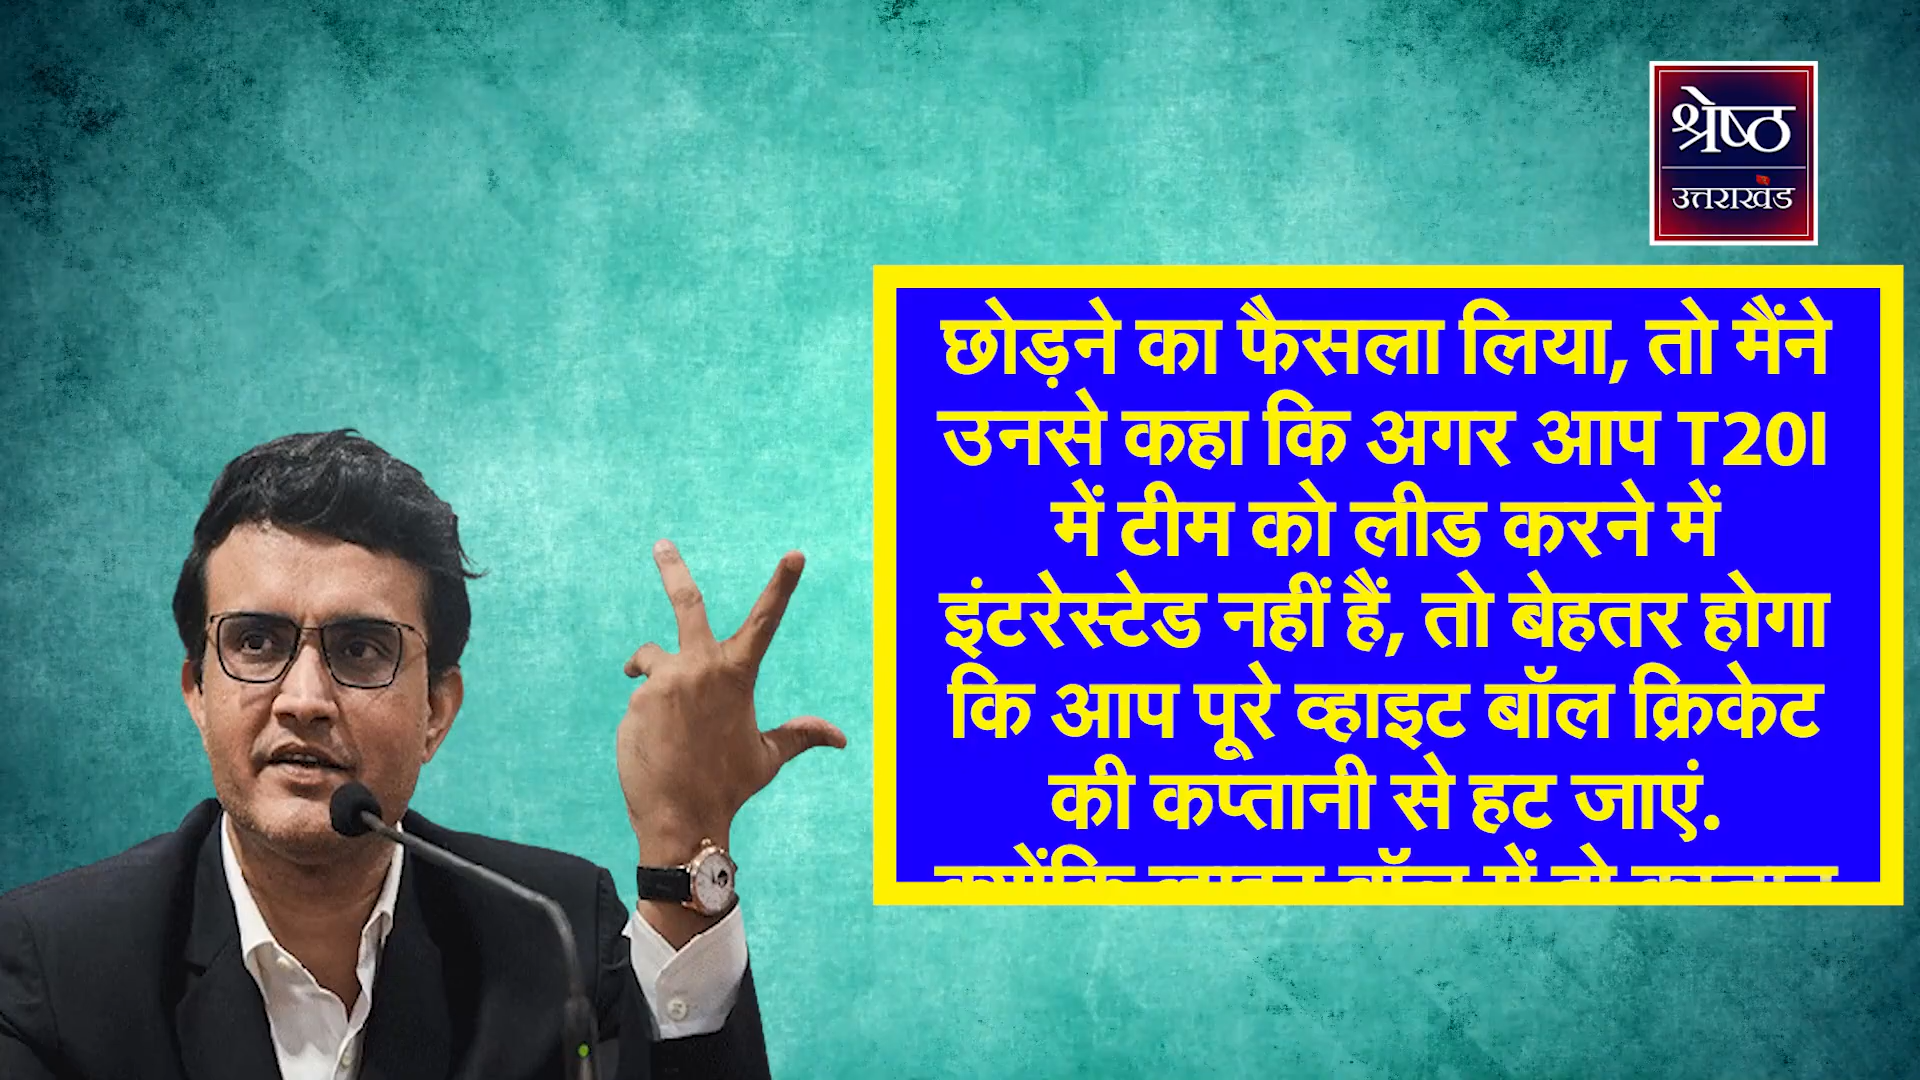 श्रेष्ठ
उत्तराखंड
छोड़ने का फैसला लिया, तो मैंने
उनसे कहा कि अगर आप T20I
में टीम को लीड करने में
इंटरेस्टेड नहीं हैं, तो बेहतर होगा
कि आप पूरे व्हाइट बॉल क्रिकेट
की कप्तानी से हट जाएं.